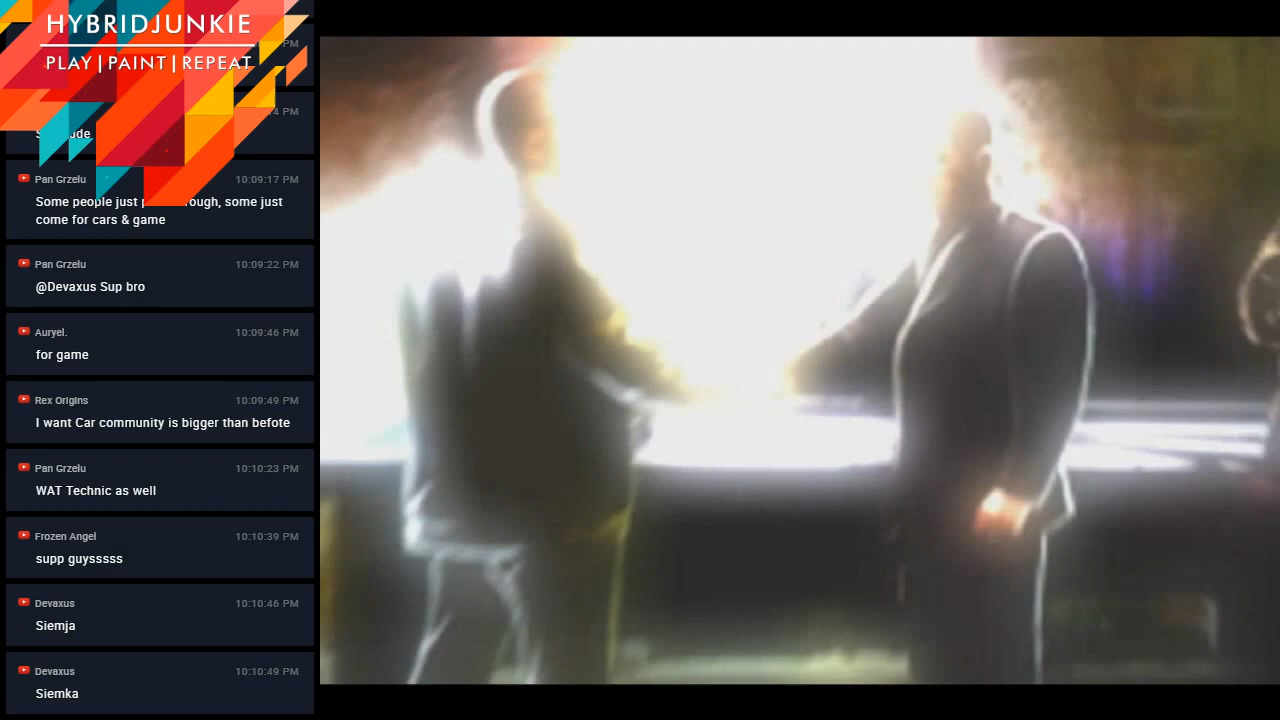 HYBRIDJUNKIE
PLAY | PAINT | REPEAT
PM
4 PM
ude
Pan Grzelu 10:09:17 PM
Some people just rough, some just
come for cars & game
Pan Grzelu 10:09:22 PM
@Devaxus Sup bro
Auryel. 10:09:46 PM
for game
Rex Origins 10:09:49 PM
I want Car community is bigger than befote
Pan Grzelu 10:10:23 PM
WAT Technic as well
Frozen Angel 10:10:39 PM
supp guysssss
Devaxus 10:10:46 PM
Siemja
Devaxus 10:10:49 PM
Siemka